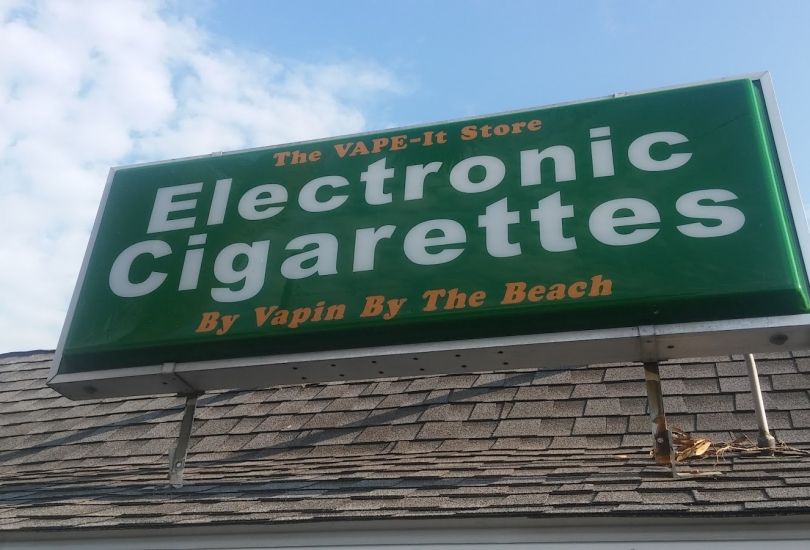 The VAPE-It Store
Electronic
Cigarettes
By Vapin By The Beach